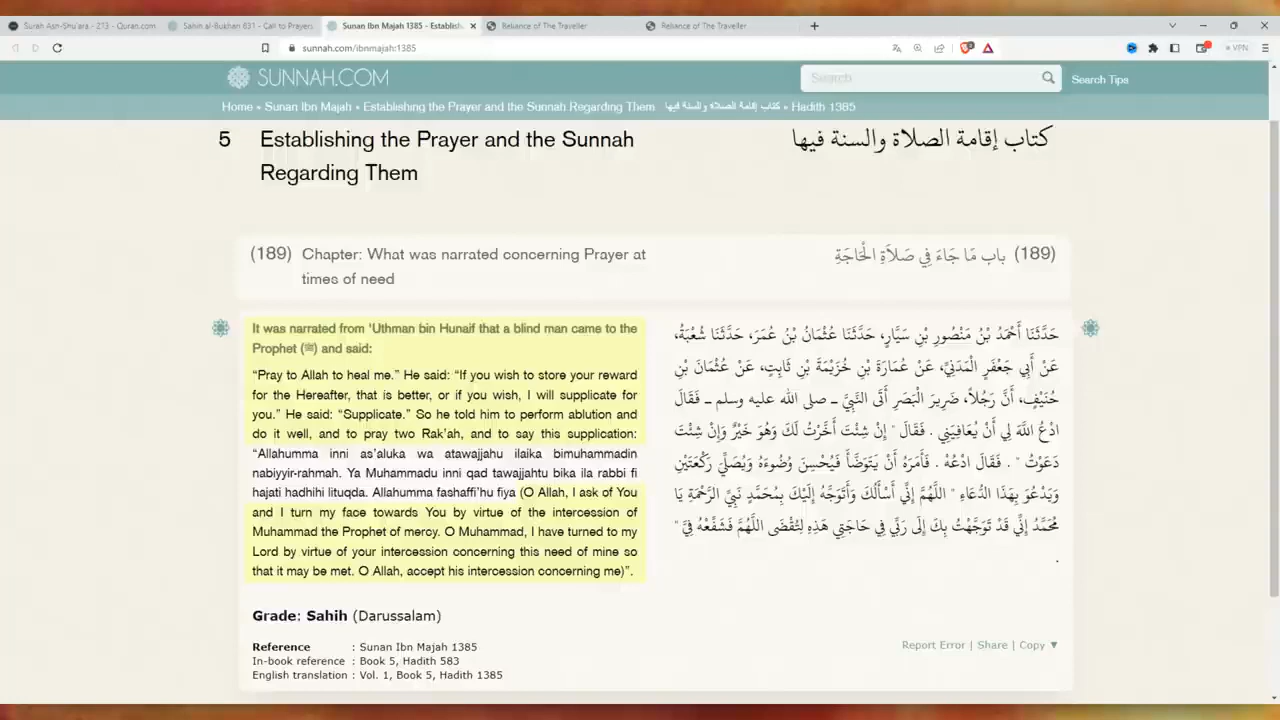 Surah Asn-Shu'ara - 213 - Quran.com
Sahih al-Bukhari 631 - Call to Prayers
Sunan Ibn Majah 1385 - Establish
Reliance of The Traveller
Reliance of The Traveller
sunnah.com/ibnmajah:1385
VPN
SUNNAH.COM
Search
Search Tips
Home » Sunan Ibn Majah » Establishing the Prayer and the Sunnah Regarding Them كتاب إقامة الصلاة والسنة فيها » Hadith 1385
5 Establishing the Prayer and the Sunnah
Regarding Them
كتاب إقامة الصلاة والسنة فيها
(189) Chapter: What was narrated concerning Prayer at
times of need
(189) باب مَا جَاءَ فِي صَلاَةِ الْحَاجَةِ
It was narrated from 'Uthman bin Hunaif that a blind man came to the
Prophet (ﷺ) and said:
“Pray to Allah to heal me.” He said: “If you wish to store your reward
for the Hereafter, that is better, or if you wish, I will supplicate for
you.” He said: “Supplicate.” So he told him to perform ablution and
do it well, and to pray two Rak'ah, and to say this supplication:
“Allahumma inni as'aluka wa atawajjahu ilaika bimuhammadin
nabiyyir-rahmah. Ya Muhammadu inni qad tawajjahtu bika ila rabbi fi
hajati hadhihi lituqda. Allahumma fashaffi'hu fiya (O Allah, I ask of You
and I turn my face towards You by virtue of the intercession of
Muhammad the Prophet of mercy. O Muhammad, I have turned to my
Lord by virtue of your intercession concerning this need of mine so
that it may be met. O Allah, accept his intercession concerning me)”.
حَدَّثَنَا أَحْمَدُ بْنُ مَنْصُورِ بْنِ سَيَّارٍ، حَدَّثَنَا عُثْمَانُ بْنُ عُمَرَ، حَدَّثَنَا شُعْبَةُ،
عَنْ أَبِي جَعْفَرٍ الْمَدَنِيِّ، عَنْ عُمَارَةَ بْنِ خُزَيْمَةَ بْنِ ثَابِتٍ، عَنْ عُثْمَانَ بْنِ
حُنَيْفٍ، أَنَّ رَجُلاً، ضَرِيرَ الْبَصَرِ أَتَى النَّبِيَّ ـ صلى الله عليه وسلم ـ فَقَالَ
ادْعُ اللَّهَ لِي أَنْ يُعَافِيَنِي . فَقَالَ " إِنْ شِئْتَ أَخَّرْتُ لَكَ وَهُوَ خَيْرٌ وَإِنْ شِئْتَ
دَعَوْتُ " . فَقَالَ ادْعُهْ . فَأَمَرَهُ أَنْ يَتَوَضَّأَ فَيُحْسِنَ وُضُوءَهُ وَيُصَلِّيَ رَكْعَتَيْنِ
وَيَدْعُوَ بِهَذَا الدُّعَاءِ " اللَّهُمَّ إِنِّي أَسْأَلُكَ وَأَتَوَجَّهُ إِلَيْكَ بِمُحَمَّدٍ نَبِيِّ الرَّحْمَةِ يَا
مُحَمَّدُ إِنِّي قَدْ تَوَجَّهْتُ بِكَ إِلَى رَبِّي فِي حَاجَتِي هَذِهِ لِتُقْضَى اللَّهُمَّ فَشَفِّعْهُ فِيَّ "
.
Grade: Sahih (Darussalam)
Reference : Sunan Ibn Majah 1385
In-book reference : Book 5, Hadith 583
English translation : Vol. 1, Book 5, Hadith 1385
Report Error | Share | Copy ▼